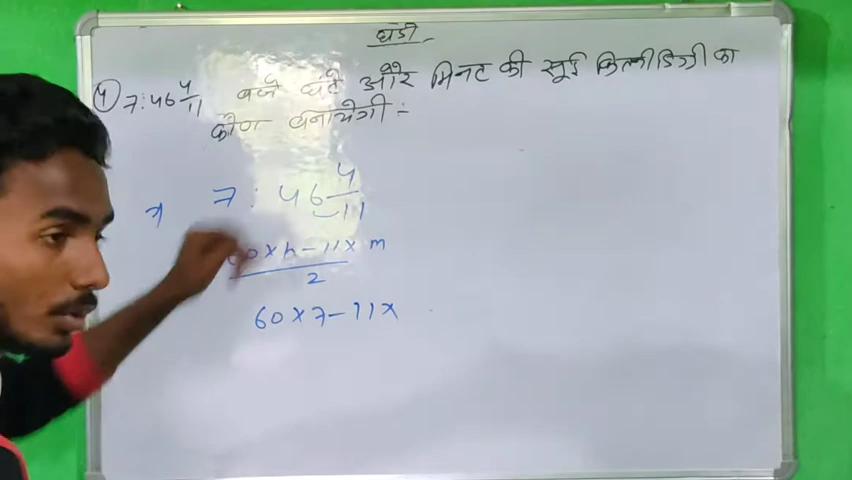 घड़ी
(4) 7:46 4/11 बजे घंटे और मिनट की सूई कितनी डिग्री का
कोण बनायेगी :-
7 : 46 4/11
60 x h - 11 x m
2
60 x 7 - 11 x